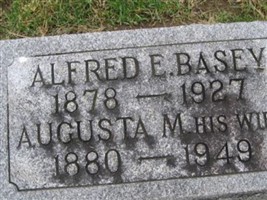 ALFRED E. BASEY
1878 — 1927
AUGUSTA M. HIS WIF
1880 — 1949